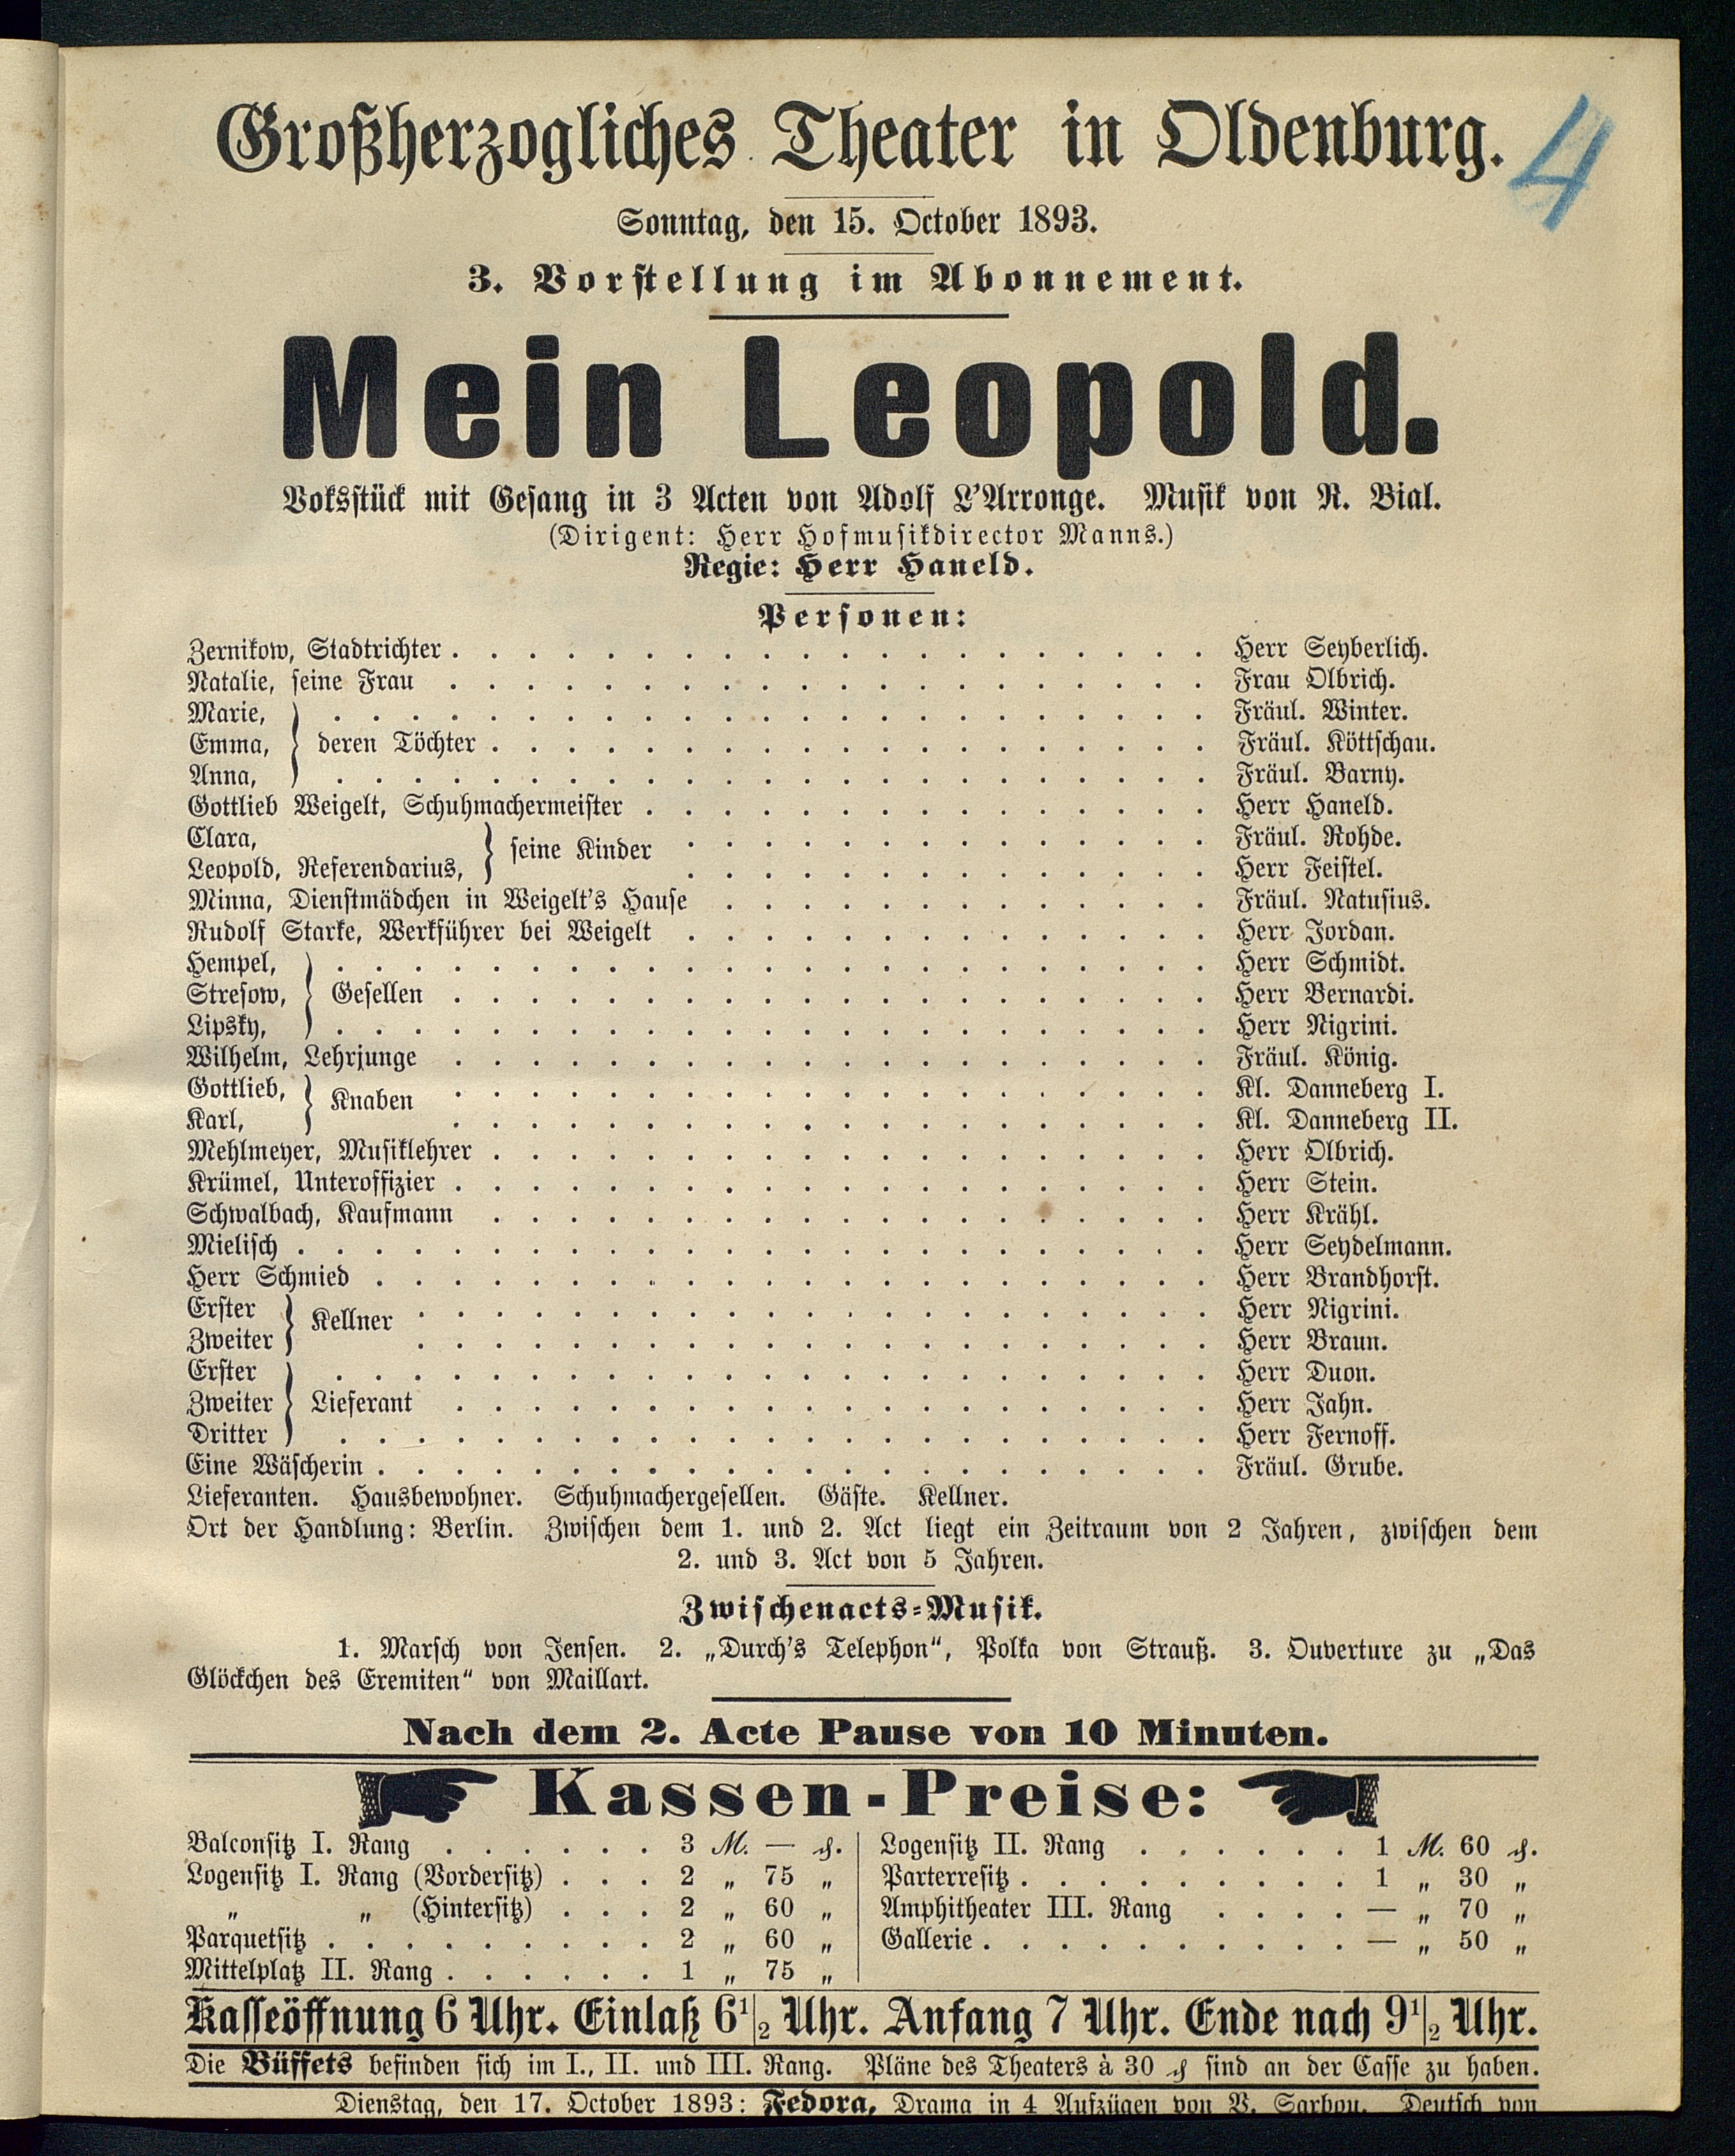 Großherzogliches Theater in Oldenburg.
4
Sonntag, den 15. October 1893.
3. Vorstellung im Abonnement.
Mein Leopold.
Voksstück mit Gesang in 3 Acten von Adolf L'Arronge. Musik von R. Bial.
(Dirigent: Herr Hofmusikdirector Manns.)
Regie: Herr Haneld.
Personen:
Zernikow, Stadtrichter . . . . Herr Seyberlich.
Natalie, seine Frau . . . . Frau Olbrich.
Marie, . . . . Fräul. Winter.
Emma, } deren Töchter . . . . Fräul. Köttschau.
Anna, . . . . Fräul. Barny.
Gottlieb Weigelt, Schuhmachermeister . . . . Herr Haneld.
Clara, . . . . Fräul. Rohde.
} seine Kinder
Leopold, Referendarius, . . . . Herr Feistel.
Minna, Dienstmädchen in Weigelt's Hause . . . . Fräul. Natusius.
Rudolf Starke, Werkführer bei Weigelt . . . . Herr Jordan.
Hempel, . . . . Herr Schmidt.
Stresow, } Gesellen . . . . Herr Bernardi.
Lipsky, . . . . Herr Nigrini.
Wilhelm, Lehrjunge . . . . Fräul. König.
Gottlieb, . . . . Kl. Danneberg I.
} Knaben
Karl, . . . . Kl. Danneberg II.
Mehlmeyer, Musiklehrer . . . . Herr Olbrich.
Krümel, Unteroffizier . . . . Herr Stein.
Schwalbach, Kaufmann . . . . Herr Krähl.
Mielisch . . . . Herr Seydelmann.
Herr Schmied . . . . Herr Brandhorst.
Erster . . . . Herr Nigrini.
} Kellner
Zweiter . . . . Herr Braun.
Erster . . . . Herr Duon.
Zweiter } Lieferant . . . . Herr Jahn.
Dritter . . . . Herr Fernoff.
Eine Wäscherin . . . . Fräul. Grube.
Lieferanten. Hausbewohner. Schuhmachergesellen. Gäste. Kellner.
Ort der Handlung: Berlin. Zwischen dem 1. und 2. Act liegt ein Zeitraum von 2 Jahren, zwischen dem
2. und 3. Act von 5 Jahren.
Zwischenacts-Musik.
1. Marsch von Jensen. 2. „Durch's Telephon“, Polka von Strauß. 3. Ouverture zu „Das
Glöckchen des Eremiten“ von Maillart.
Nach dem 2. Acte Pause von 10 Minuten.
Kassen-Preise:
Balconsitz I. Rang . . . . 3 M. — ₰.
Logensitz I. Rang (Vordersitz) . . . 2 „ 75 „
„ „ (Hintersitz) . . . 2 „ 60 „
Parquetsitz . . . . 2 „ 60 „
Mittelplatz II. Rang . . . . 1 „ 75 „
Logensitz II. Rang . . . . 1 M. 60 ₰.
Parterresitz . . . . 1 „ 30 „
Amphitheater III. Rang . . . . — „ 70 „
Gallerie . . . . — „ 50 „
Kasseöffnung 6 Uhr. Einlaß 6½ Uhr. Anfang 7 Uhr. Ende nach 9½ Uhr.
Die Büffets befinden sich im I., II. und III. Rang. Pläne des Theaters à 30 ₰ sind an der Casse zu haben.
Dienstag, den 17. October 1893: Fedora, Drama in 4 Aufzügen von V. Sardou. Deutsch von